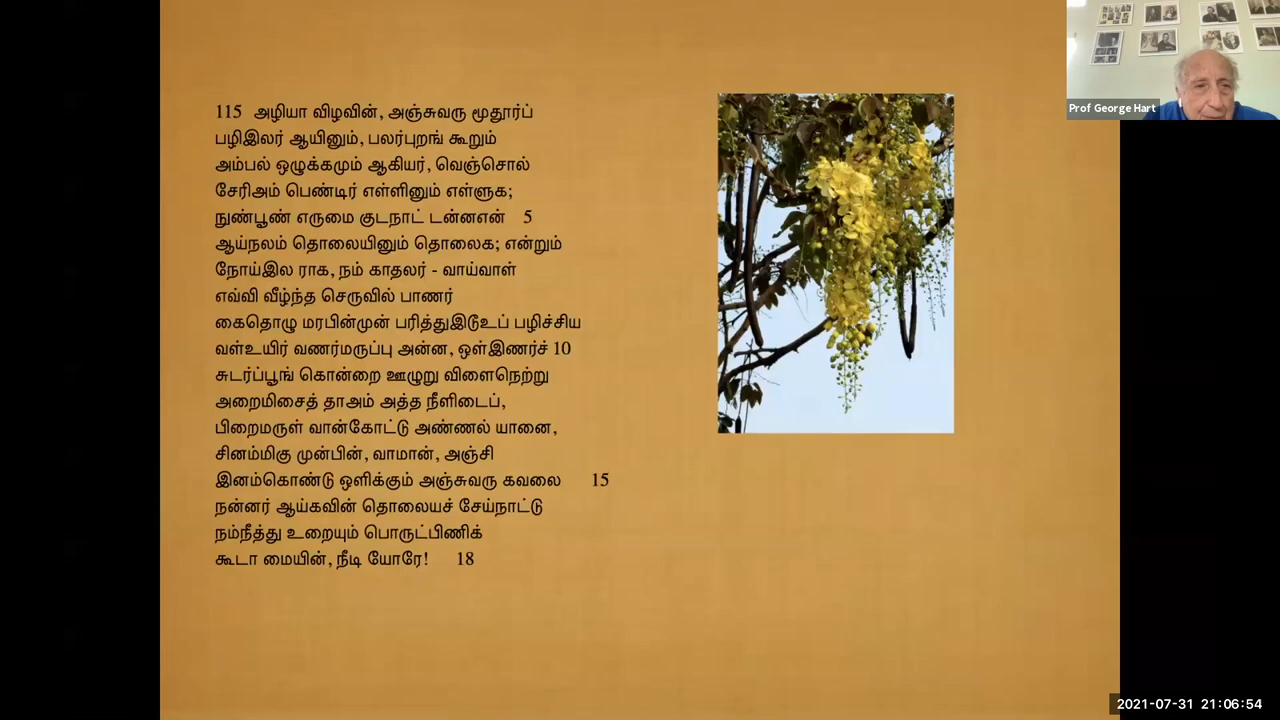 115 அழியா விழவின், அஞ்சுவரு மூதூர்ப்
பழிஇலர் ஆயினும், பலர்புறங் கூறும்
அம்பல் ஒழுக்கமும் ஆகியர், வெஞ்சொல்
சேரிஅம் பெண்டிர் எள்ளினும் எள்ளுக;
நுண்பூண் எருமை குடநாட் டன்னஎன் 5
ஆய்நலம் தொலையினும் தொலைக; என்றும்
நோய்இல ராக, நம் காதலர் - வாய்வாள்
எவ்வி வீழ்ந்த செருவில் பாணர்
கைதொழு மரபின்முன் பரித்துஇடூஉப் பழிச்சிய
வள்உயிர் வணர்மருப்பு அன்ன, ஒள்இணர்ச் 10
சுடர்ப்பூங் கொன்றை ஊழுறு விளைநெற்று
அறைமிசைத் தாஅம் அத்த நீளிடைப்,
பிறைமருள் வான்கோட்டு அண்ணல் யானை,
சினம்மிகு முன்பின், வாமான், அஞ்சி
இனம்கொண்டு ஒளிக்கும் அஞ்சுவரு கவலை 15
நன்னர் ஆய்கவின் தொலையச் சேய்நாட்டு
நம்நீத்து உறையும் பொருட்பிணிக்
கூடா மையின், நீடி யோரே! 18
Prof George Hart
2021-07-31 21:06:54